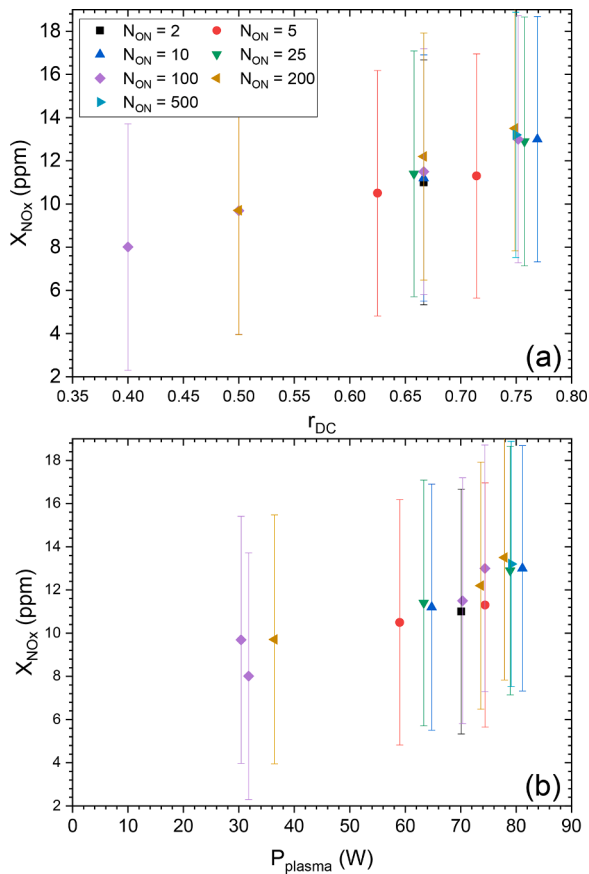 18
16
14
12
10
8
6
4
2
X_NOx (ppm)
N_ON = 2 N_ON = 5
N_ON = 10 N_ON = 25
N_ON = 100 N_ON = 200
N_ON = 500
(a)
0.35 0.40 0.45 0.50 0.55 0.60 0.65 0.70 0.75 0.80
r_DC
18
16
14
12
10
8
6
4
2
X_NOx (ppm)
(b)
0 10 20 30 40 50 60 70 80 90
P_plasma (W)